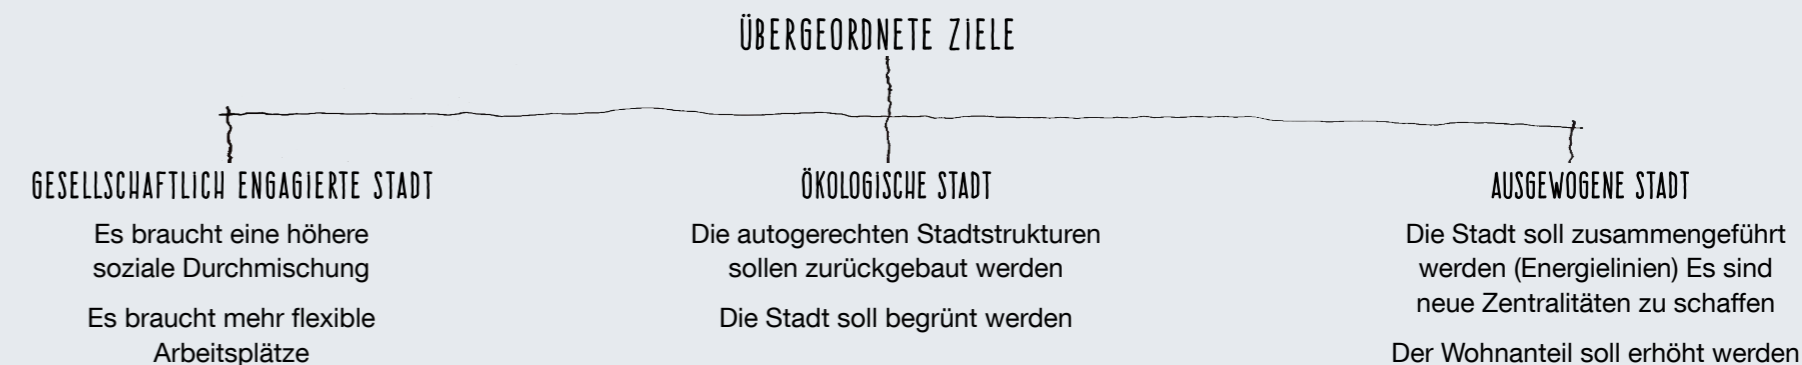 ÜBERGEORDNETE ZIELE
GESELLSCHAFTLICH ENGAGIERTE STADT
Es braucht eine höhere
soziale Durchmischung
Es braucht mehr flexible
Arbeitsplätze
ÖKOLOGISCHE STADT
Die autogerechten Stadtstrukturen
sollen zurückgebaut werden
Die Stadt soll begrünt werden
AUSGEWOGENE STADT
Die Stadt soll zusammengeführt
werden (Energielinien) Es sind
neue Zentralitäten zu schaffen
Der Wohnanteil soll erhöht werden